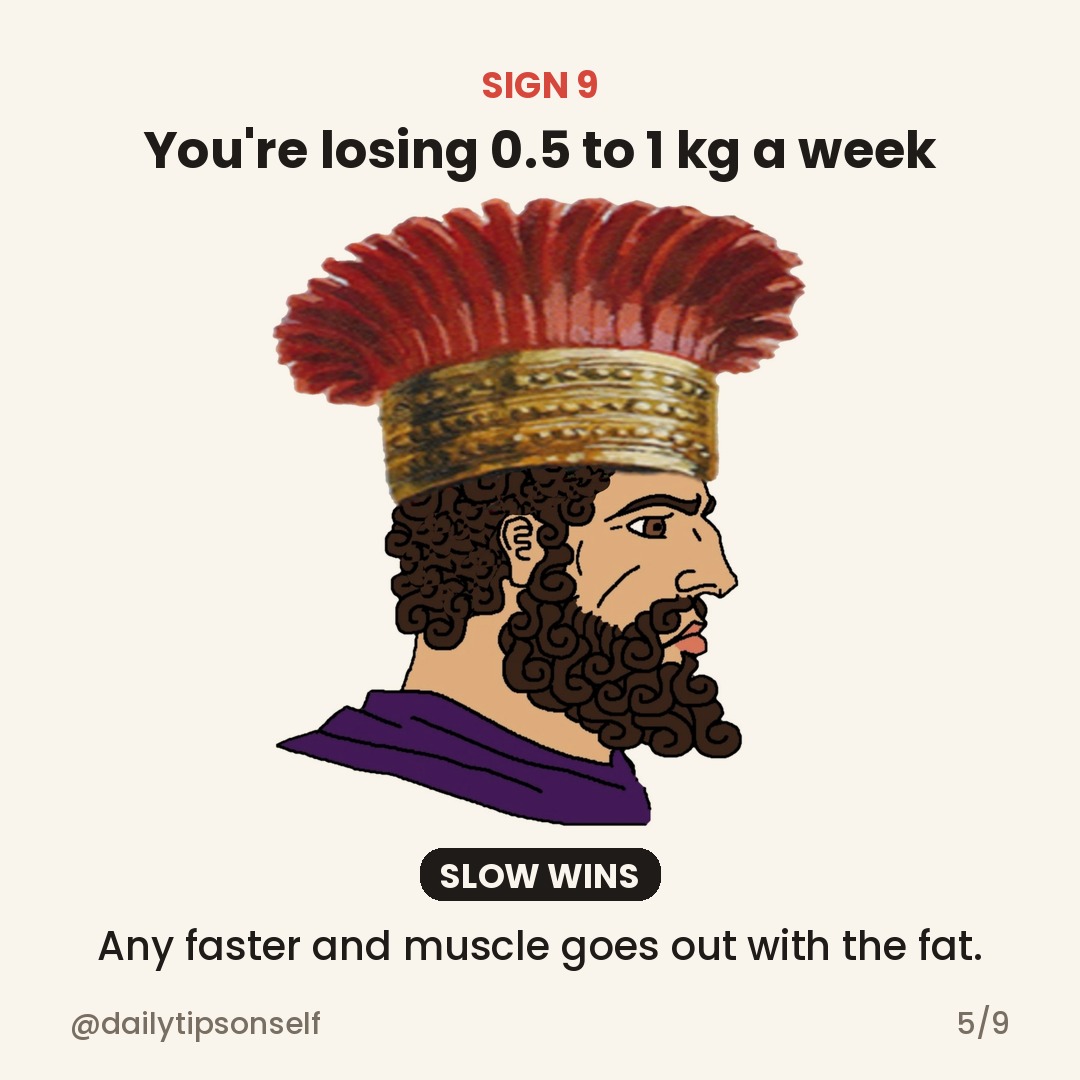 SIGN 9
You're losing 0.5 to 1 kg a week
SLOW WINS
Any faster and muscle goes out with the fat.
@dailytipsonself
5/9